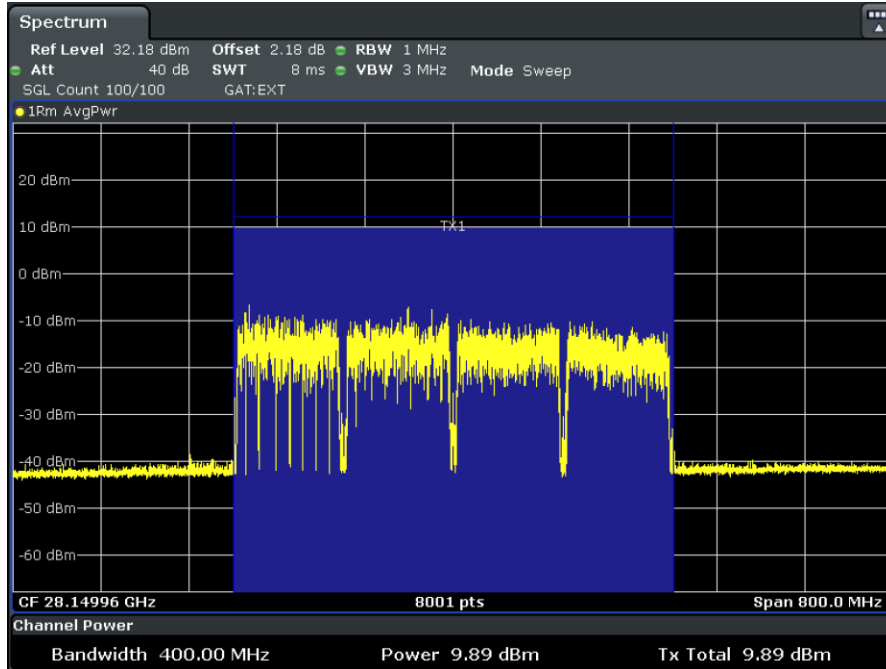 Spectrum
Ref Level 32.18 dBm Offset 2.18 dB RBW 1 MHz
Att 40 dB SWT 8 ms VBW 3 MHz Mode Sweep
SGL Count 100/100 GAT:EXT
1Rm AvgPwr
20 dBm
10 dBm
TX1
0 dBm
-10 dBm
-20 dBm
-30 dBm
-40 dBm
-50 dBm
-60 dBm
CF 28.14996 GHz 8001 pts Span 800.0 MHz
Channel Power
Bandwidth 400.00 MHz Power 9.89 dBm Tx Total 9.89 dBm